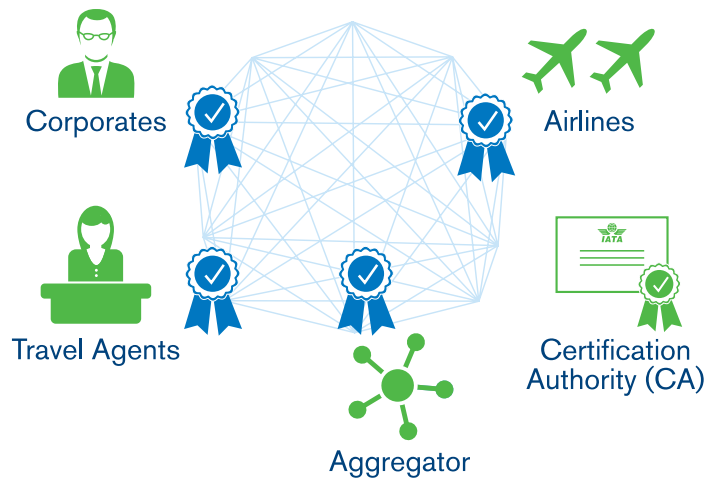 Corporates
Airlines
IATA
Travel Agents
Certification
Authority (CA)
Aggregator